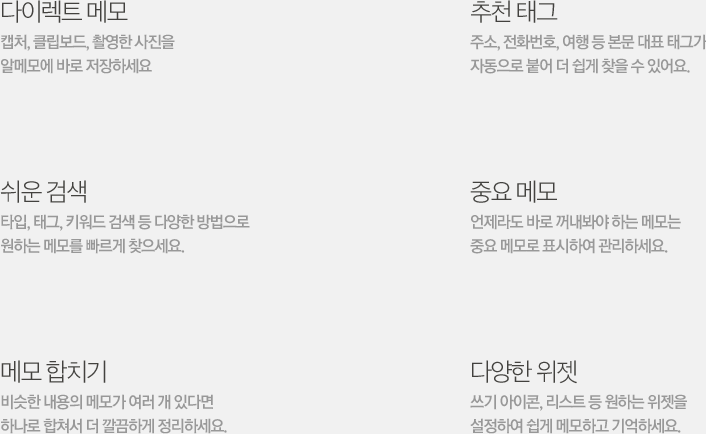 다이렉트 메모
캡처, 클립보드, 촬영한 사진을
알메모에 바로 저장하세요
추천 태그
주소, 전화번호, 여행 등 본문 대표 태그가
자동으로 붙어 더 쉽게 찾을 수 있어요.
쉬운 검색
타입, 태그, 키워드 검색 등 다양한 방법으로
원하는 메모를 빠르게 찾으세요.
중요 메모
언제라도 바로 꺼내봐야 하는 메모는
중요 메모로 표시하여 관리하세요.
메모 합치기
비슷한 내용의 메모가 여러 개 있다면
하나로 합쳐서 더 깔끔하게 정리하세요.
다양한 위젯
쓰기 아이콘, 리스트 등 원하는 위젯을
설정하여 쉽게 메모하고 기억하세요.